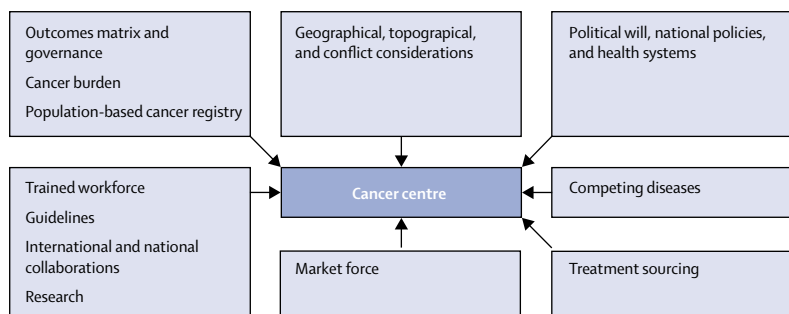 Outcomes matrix and
governance
Cancer burden
Population-based cancer registry
Geographical, topograpical,
and conflict considerations
Political will, national policies,
and health systems
Trained workforce
Guidelines
International and national
collaborations
Research
Cancer centre
Competing diseases
Market force
Treatment sourcing